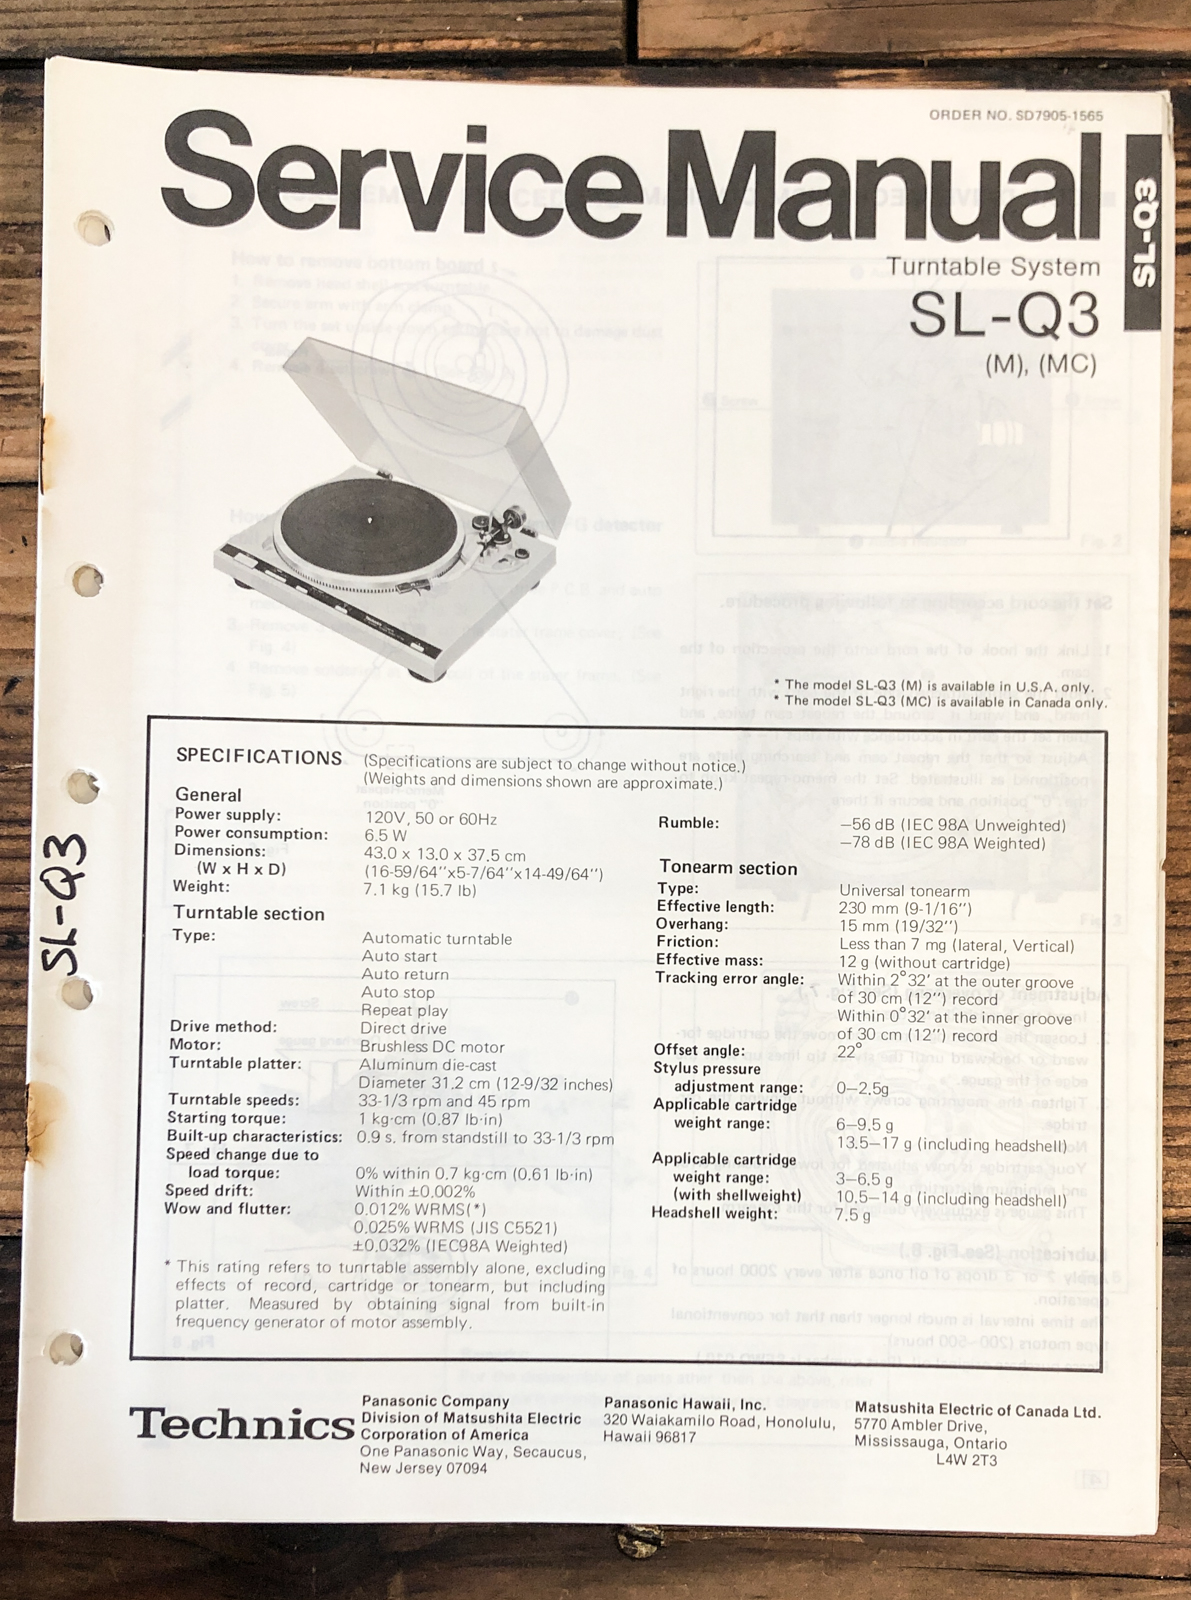 ORDER NO. SD7905-1565
Service Manual
SL-Q3
Turntable System
SL-Q3
(M), (MC)
* The model SL-Q3 (M) is available in U.S.A. only.
* The model SL-Q3 (MC) is available in Canada only.
SL-Q3
SPECIFICATIONS (Specifications are subject to change without notice.)
(Weights and dimensions shown are approximate.)
General
Power supply: 120V, 50 or 60Hz
Power consumption: 6.5 W
Dimensions: 43.0 x 13.0 x 37.5 cm
(W x H x D) (16-59/64"x5-7/64"x14-49/64")
Weight: 7.1 kg (15.7 lb)
Turntable section
Type: Automatic turntable
Auto start
Auto return
Auto stop
Repeat play
Drive method: Direct drive
Motor: Brushless DC motor
Turntable platter: Aluminum die-cast
Diameter 31.2 cm (12-9/32 inches)
Turntable speeds: 33-1/3 rpm and 45 rpm
Starting torque: 1 kg·cm (0.87 lb·in)
Built-up characteristics: 0.9 s. from standstill to 33-1/3 rpm
Speed change due to
load torque: 0% within 0.7 kg·cm (0.61 lb·in)
Speed drift: Within ±0.002%
Wow and flutter: 0.012% WRMS(*)
0.025% WRMS (JIS C5521)
±0.032% (IEC98A Weighted)
* This rating refers to tunrtable assembly alone, excluding
effects of record, cartridge or tonearm, but including
platter. Measured by obtaining signal from built-in
frequency generator of motor assembly.
Rumble: −56 dB (IEC 98A Unweighted)
−78 dB (IEC 98A Weighted)
Tonearm section
Type: Universal tonearm
Effective length: 230 mm (9-1/16")
Overhang: 15 mm (19/32")
Friction: Less than 7 mg (lateral, Vertical)
Effective mass: 12 g (without cartridge)
Tracking error angle: Within 2°32' at the outer groove
of 30 cm (12") record
Within 0°32' at the inner groove
of 30 cm (12") record
Offset angle: 22°
Stylus pressure
adjustment range: 0−2.5g
Applicable cartridge
weight range: 6−9.5 g
13.5−17 g (including headshell)
Applicable cartridge
weight range: 3−6.5 g
(with shellweight) 10.5−14 g (including headshell)
Headshell weight: 7.5 g
Technics
Panasonic Company
Division of Matsushita Electric
Corporation of America
One Panasonic Way, Secaucus,
New Jersey 07094
Panasonic Hawaii, Inc.
320 Waiakamilo Road, Honolulu,
Hawaii 96817
Matsushita Electric of Canada Ltd.
5770 Ambler Drive,
Mississauga, Ontario
L4W 2T3